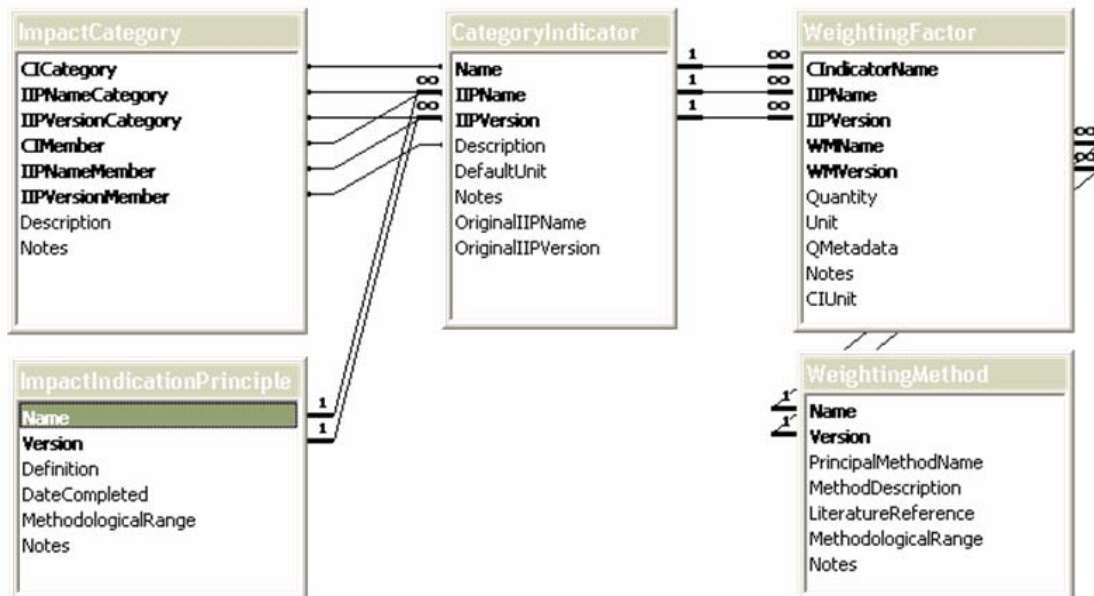 ImpactCategory
CICategory
IIPNameCategory
IIPVersionCategory
CIMember
IIPNameMember
IIPVersionMember
Description
Notes
CategoryIndicator
Name
IIPName
IIPVersion
Description
DefaultUnit
Notes
OriginalIIPName
OriginalIIPVersion
∞
∞
1
1
1
∞
∞
∞
WeightingFactor
CIndicatorName
IIPName
IIPVersion
WMName
WMVersion
Quantity
Unit
QMetadata
Notes
CIUnit
∞
∞
ImpactIndicationPrinciple
Name
Version
Definition
DateCompleted
MethodologicalRange
Notes
1
1
WeightingMethod
Name
Version
PrincipalMethodName
MethodDescription
LiteratureReference
MethodologicalRange
Notes
1
1